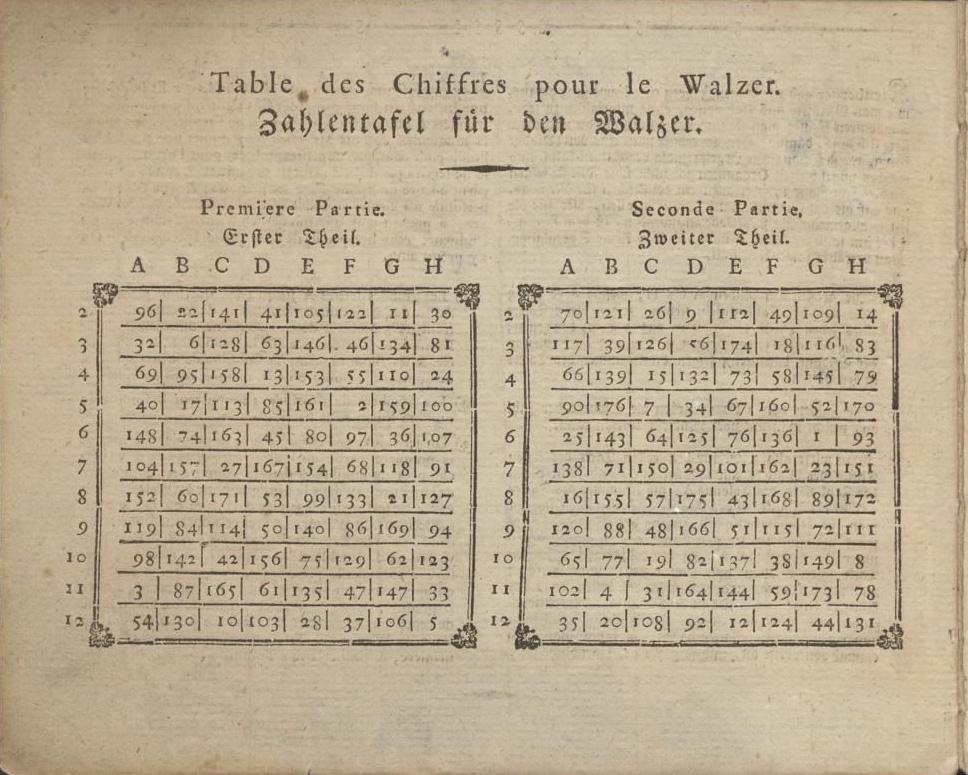 Table des Chiffres pour le Walzer.
Zahlentafel für den Walzer.
Premiere Partie.
Erster Theil.
A B C D E F G H
2 96 22 141 41 105 122 11 30
3 32 6 128 63 146 46 134 81
4 69 95 158 13 153 55 110 24
5 40 17 113 85 161 2 159 100
6 148 74 163 45 80 97 36 107
7 104 157 27 167 154 68 118 91
8 152 60 171 53 99 133 21 127
9 119 84 114 50 140 86 169 94
10 98 142 42 156 75 129 62 123
11 3 87 165 61 135 47 147 33
12 54 130 10 103 28 37 106 5
Seconde Partie,
Zweiter Theil.
A B C D E F G H
2 70 121 26 9 112 49 109 14
3 117 39 126 56 174 18 116 83
4 66 139 15 132 73 58 145 79
5 90 176 7 34 67 160 52 170
6 25 143 64 125 76 136 1 93
7 138 71 150 29 101 162 23 151
8 16 155 57 175 43 168 89 172
9 120 88 48 166 51 115 72 111
10 65 77 19 82 137 38 149 8
11 102 4 31 164 144 59 173 78
12 35 20 108 92 12 124 44 131